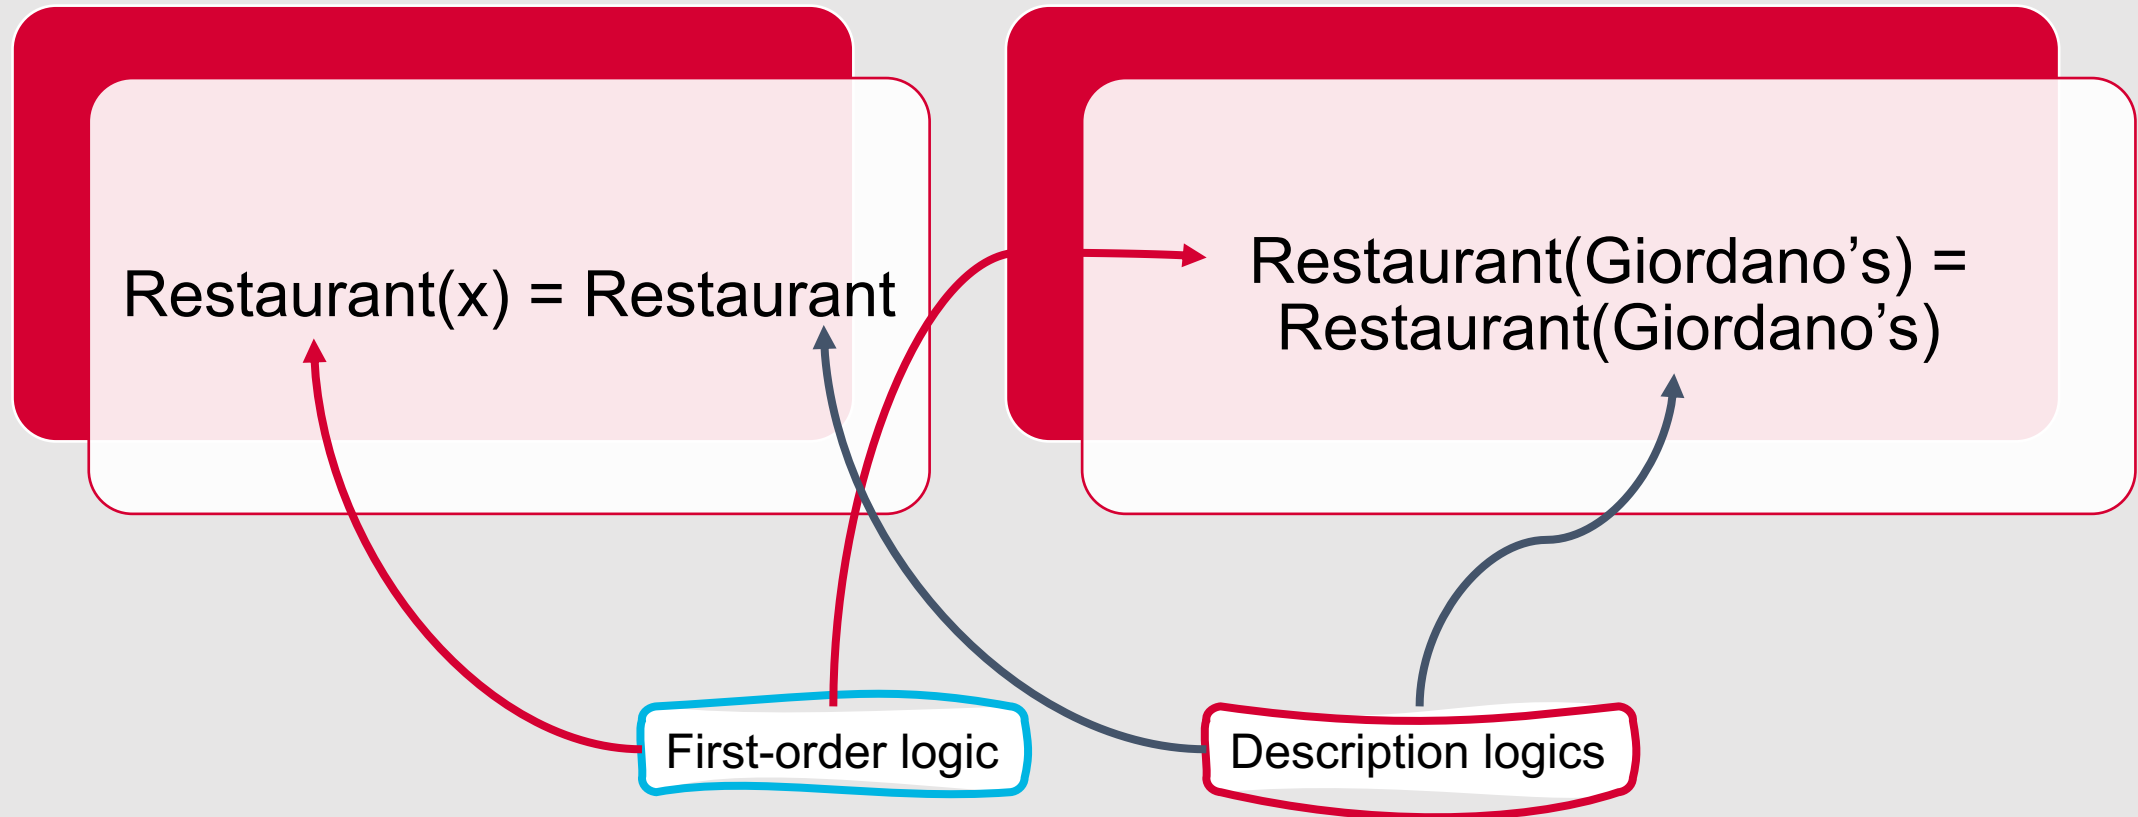 Restaurant(x) = Restaurant
Restaurant(Giordano’s) =
Restaurant(Giordano’s)
First-order logic
Description logics